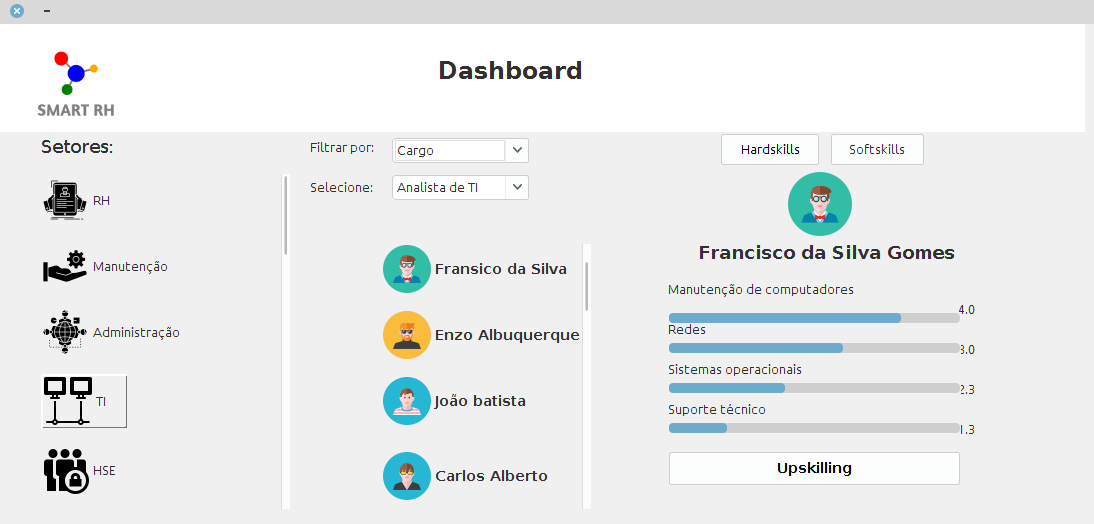 Dashboard
SMART RH
Setores:
RH
Manutenção
Administração
TI
HSE
Filtrar por:
Cargo
Selecione:
Analista de TI
Fransico da Silva
Enzo Albuquerque
João batista
Carlos Alberto
Hardskills
Softskills
Francisco da Silva Gomes
Manutenção de computadores
4.0
Redes
3.0
Sistemas operacionais
2.3
Suporte técnico
1.3
Upskilling